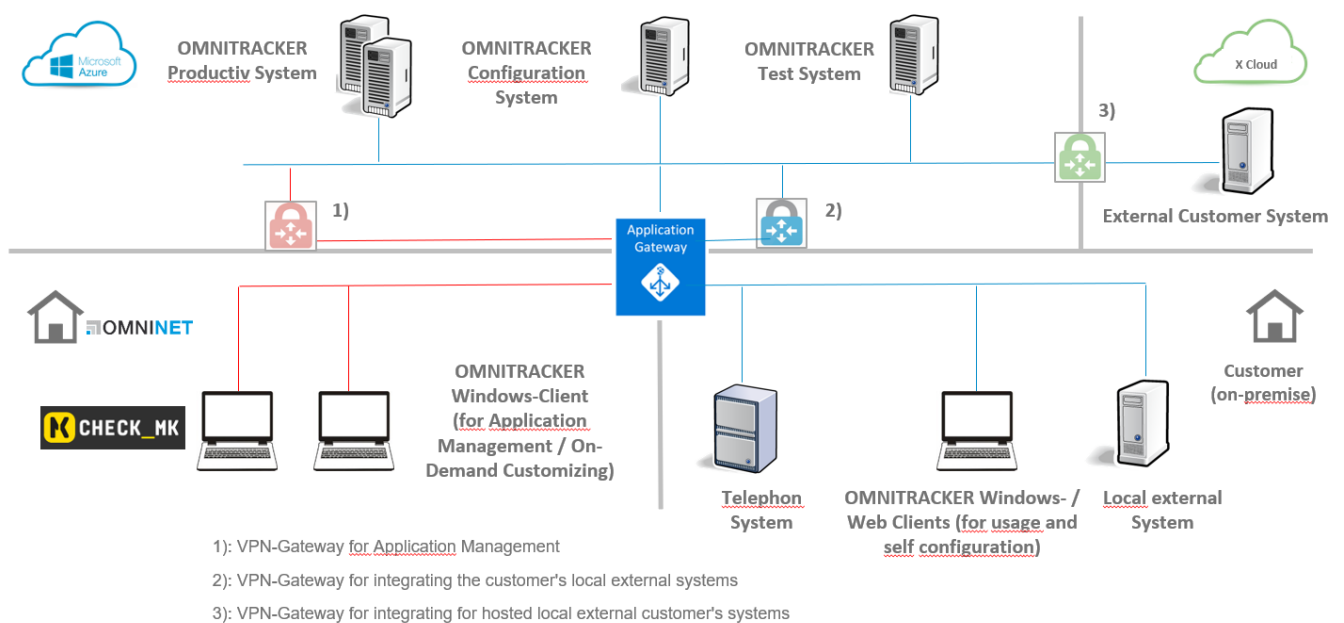 Microsoft
Azure
OMNITRACKER
Productiv System
OMNITRACKER
Configuration
System
OMNITRACKER
Test System
X Cloud
3)
External Customer System
1)
2)
Application
Gateway
OMNINET
CHECK_MK
OMNITRACKER
Windows-Client
(for Application
Management / On-
Demand Customizing)
Customer
(on-premise)
Telephon
System
OMNITRACKER Windows- /
Web Clients (for usage and
self configuration)
Local external
System
1): VPN-Gateway for Application Management
2): VPN-Gateway for integrating the customer's local external systems
3): VPN-Gateway for integrating for hosted local external customer's systems